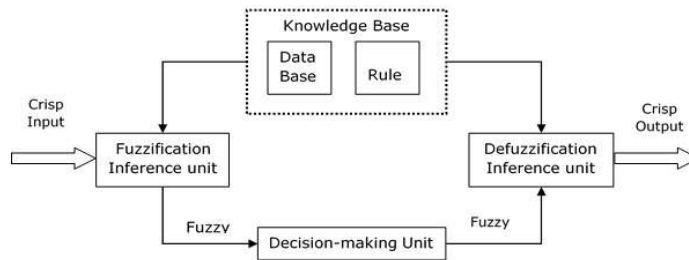 Knowledge Base
Data
Base
Rule
Crisp
Input
Fuzzification
Inference unit
Defuzzification
Inference unit
Crisp
Output
Fuzzy
Decision-making Unit
Fuzzy